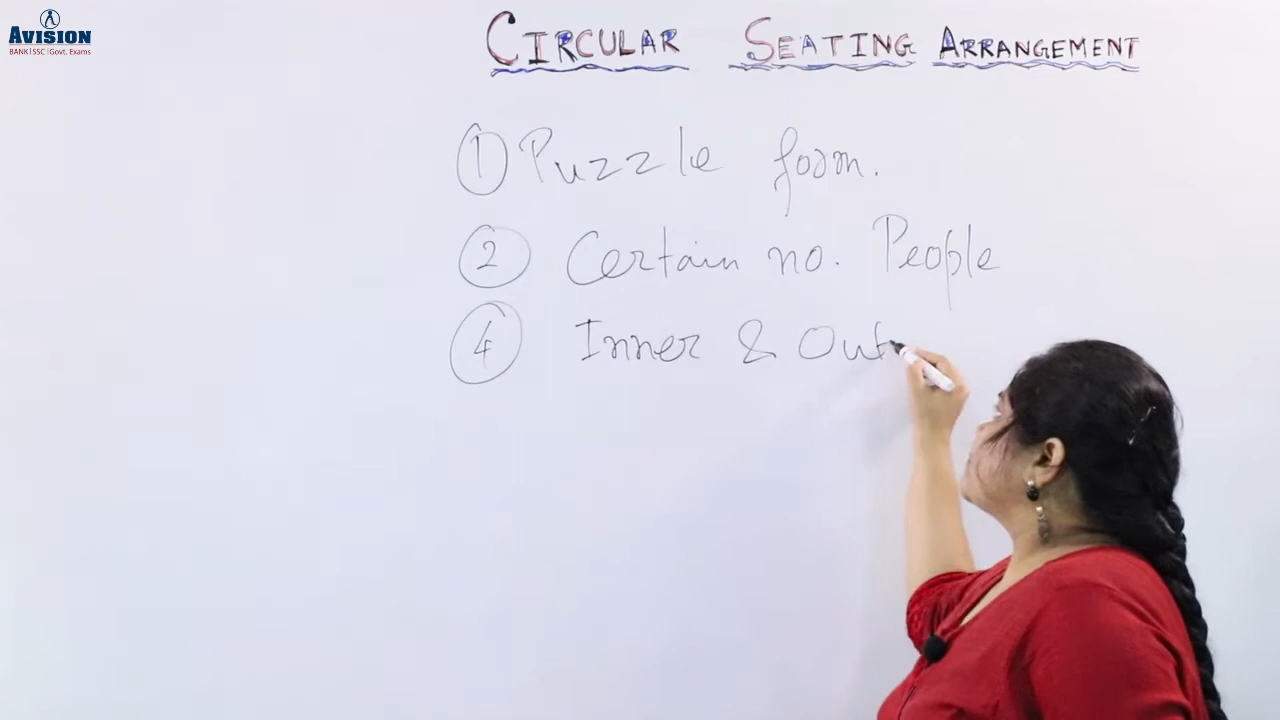 AVISION
BANK|SSC|Govt. Exams
CIRCULAR SEATING ARRANGEMENT
1 Puzzle form.
2 Certain no. People
4 Inner & Out